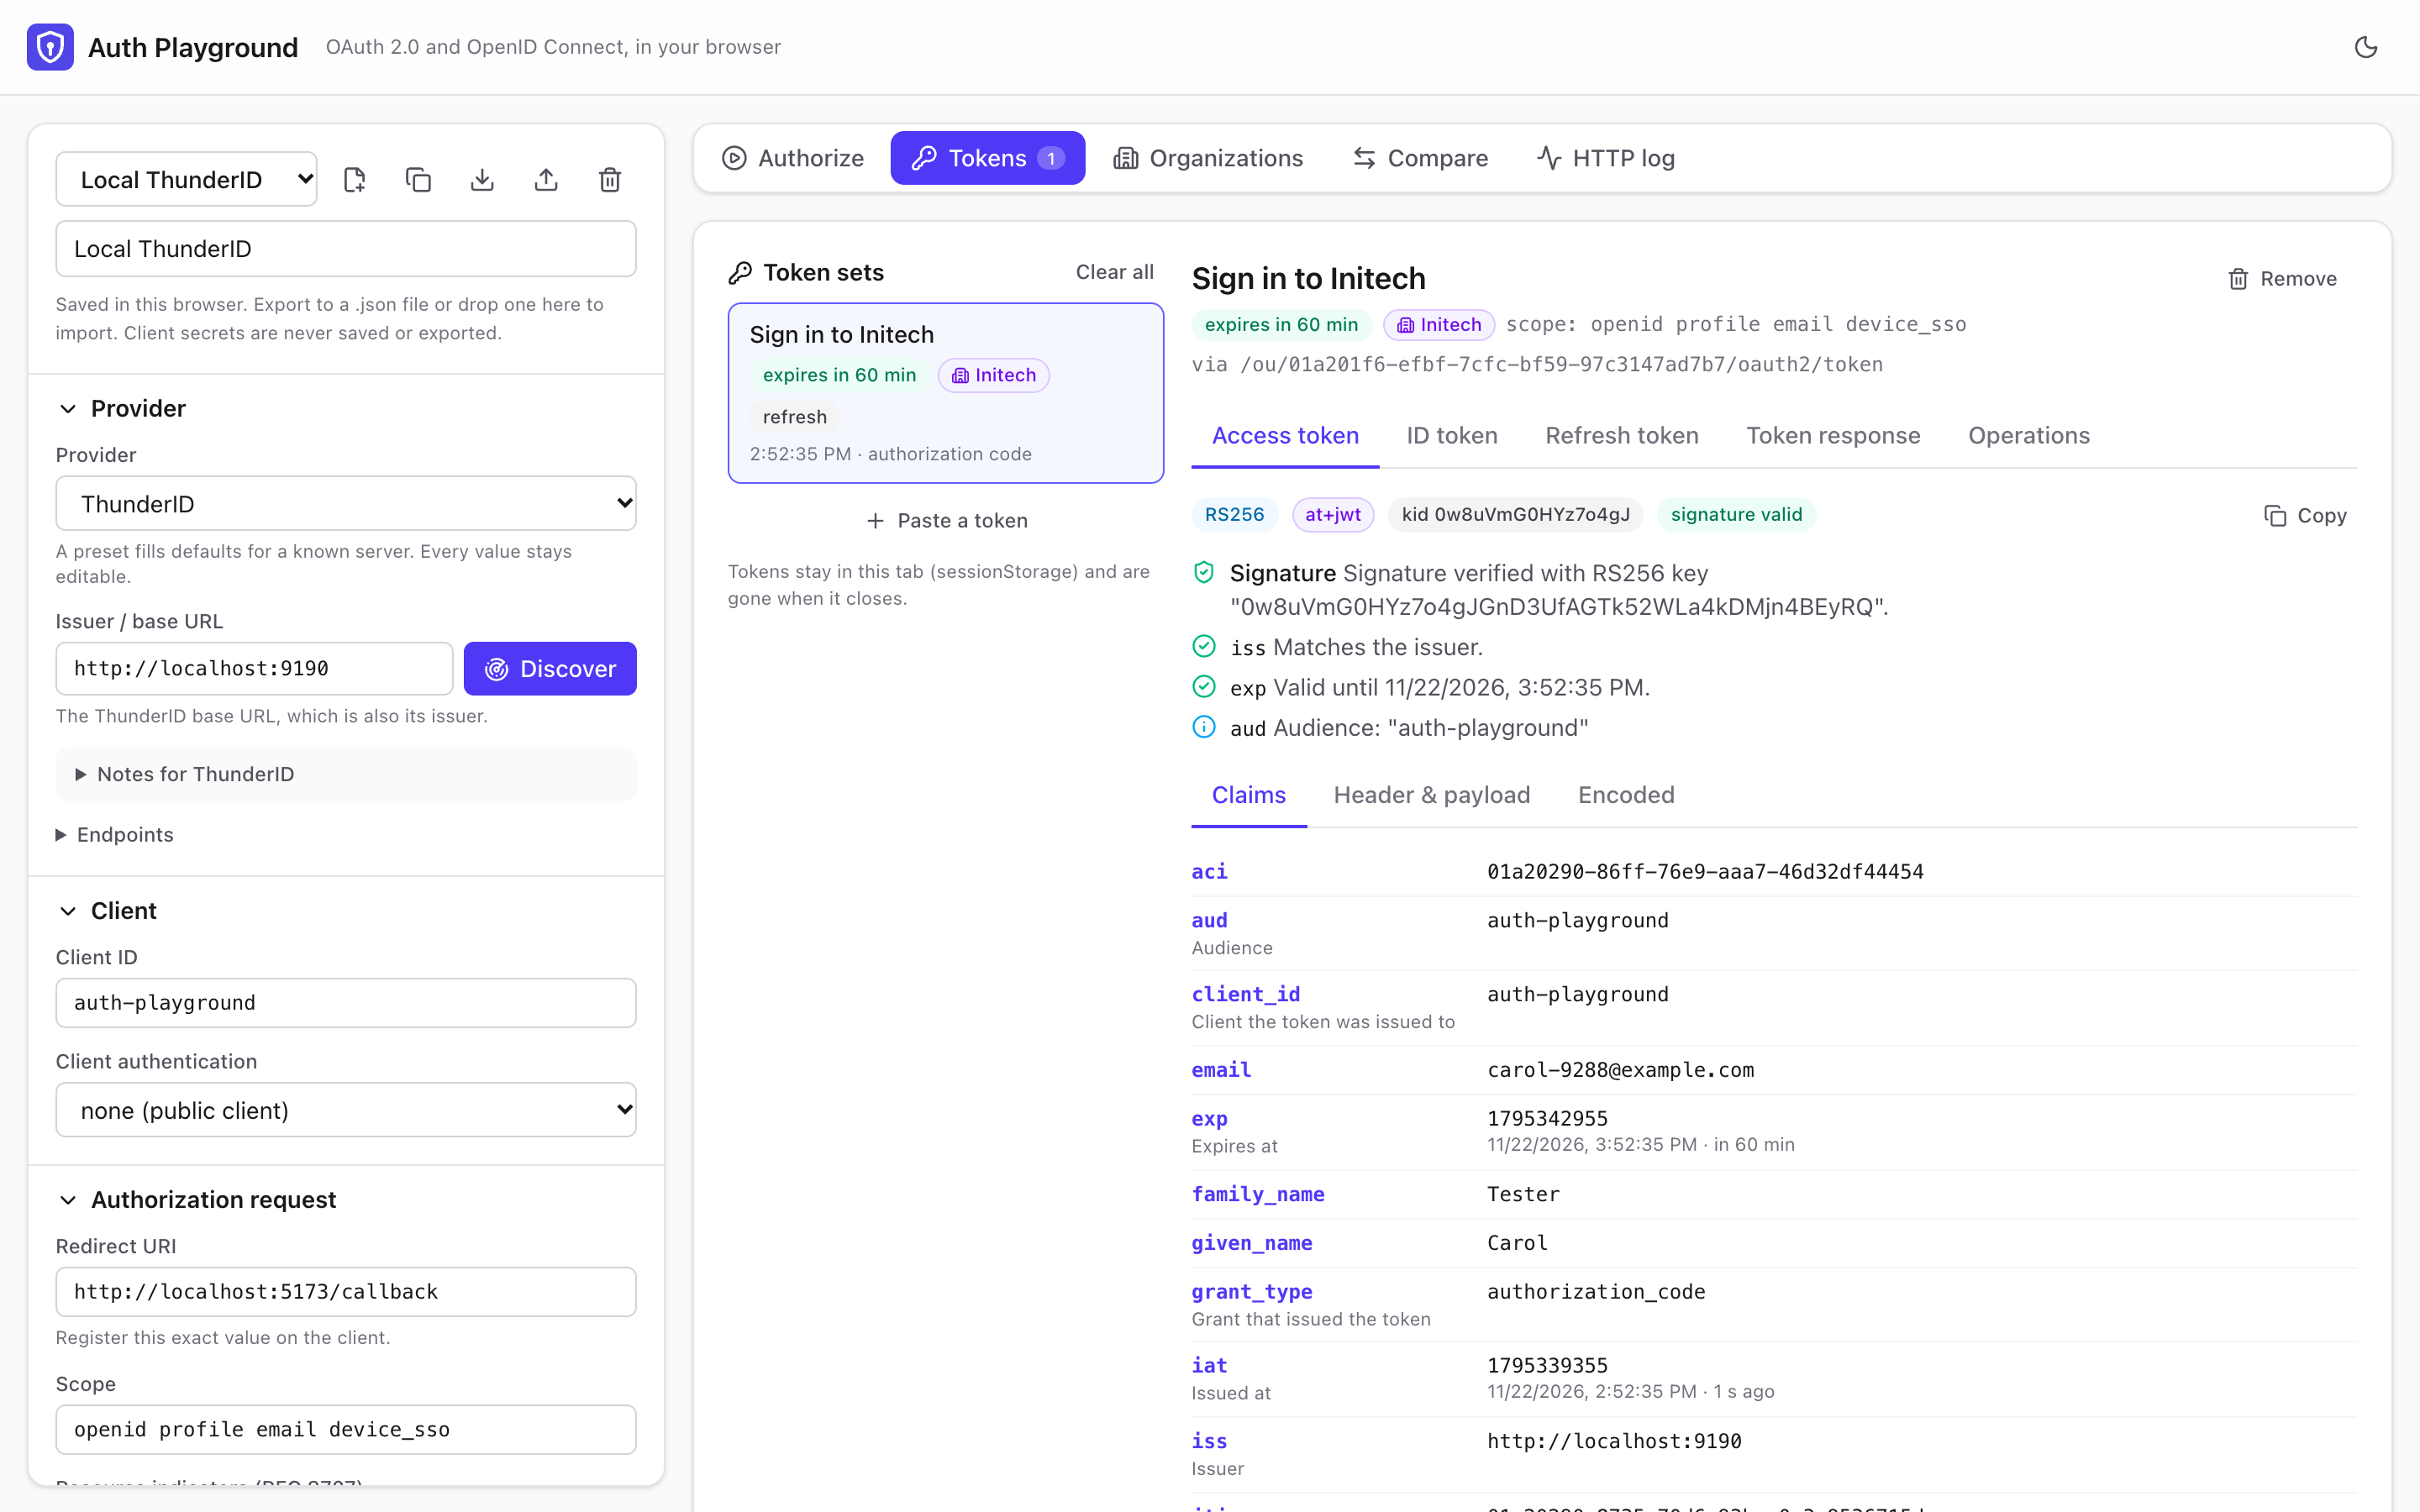 Auth Playground
OAuth 2.0 and OpenID Connect, in your browser
Local ThunderID
Local ThunderID
Saved in this browser. Export to a .json file or drop one here to
import. Client secrets are never saved or exported.
Provider
Provider
ThunderID
A preset fills defaults for a known server. Every value stays
editable.
Issuer / base URL
http://localhost:9190
Discover
The ThunderID base URL, which is also its issuer.
Notes for ThunderID
Endpoints
Client
Client ID
auth-playground
Client authentication
none (public client)
Authorization request
Redirect URI
http://localhost:5173/callback
Register this exact value on the client.
Scope
openid profile email device_sso
Authorize
Tokens 1
Organizations
Compare
HTTP log
Token sets
Clear all
Sign in to Initech
expires in 60 min
Initech
refresh
2:52:35 PM · authorization code
+ Paste a token
Tokens stay in this tab (sessionStorage) and are
gone when it closes.
Sign in to Initech
Remove
expires in 60 min Initech scope: openid profile email device_sso
via /ou/01a201f6-efbf-7cfc-bf59-97c3147ad7b7/oauth2/token
Access token
ID token
Refresh token
Token response
Operations
RS256 at+jwt kid 0w8uVmG0HYz7o4gJ signature valid
Copy
Signature Signature verified with RS256 key
"0w8uVmG0HYz7o4gJGnD3UfAGTk52WLa4kDMjn4BEyRQ".
iss Matches the issuer.
exp Valid until 11/22/2026, 3:52:35 PM.
aud Audience: "auth-playground"
Claims
Header & payload
Encoded
aci 01a20290-86ff-76e9-aaa7-46d32df44454
aud auth-playground
Audience
client_id auth-playground
Client the token was issued to
email carol-9288@example.com
exp 1795342955
Expires at 11/22/2026, 3:52:35 PM · in 60 min
family_name Tester
given_name Carol
grant_type authorization_code
Grant that issued the token
iat 1795339355
Issued at 11/22/2026, 2:52:35 PM · 1 s ago
iss http://localhost:9190
Issuer